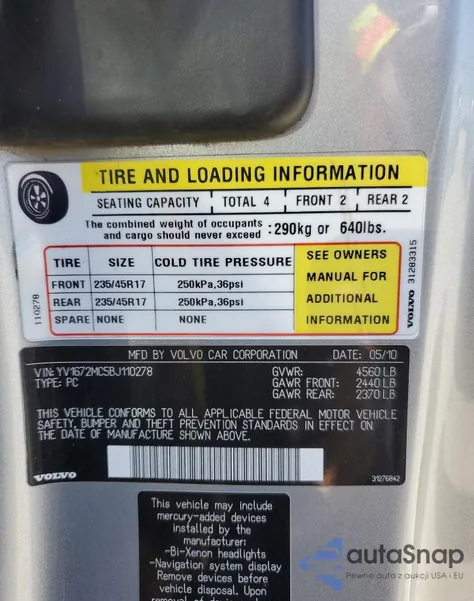 TIRE AND LOADING INFORMATION
SEATING CAPACITY TOTAL 4 FRONT 2 REAR 2
The combined weight of occupants
and cargo should never exceed :290kg or 640lbs.
TIRE SIZE COLD TIRE PRESSURE
FRONT 235/45R17 250kPa,36psi
REAR 235/45R17 250kPa,36psi
SPARE NONE NONE
SEE OWNERS
MANUAL FOR
ADDITIONAL
INFORMATION
110278
VOLVO 31283315
MFD BY VOLVO CAR CORPORATION DATE: 05/10
VIN: YV1672MC5BJ110278 GVWR: 4560 LB
TYPE: PC GAWR FRONT: 2440 LB
GAWR REAR: 2370 LB
THIS VEHICLE CONFORMS TO ALL APPLICABLE FEDERAL MOTOR VEHICLE
SAFETY, BUMPER AND THEFT PREVENTION STANDARDS IN EFFECT ON
THE DATE OF MANUFACTURE SHOWN ABOVE.
VOLVO 31276842
This vehicle may include
mercury-added devices
installed by the
manufacturer:
-Bi-Xenon headlights
-Navigation system display
Remove devices before
vehicle disposal. Upon
removal of devices
autoSnap
Pewne auta z aukcji USA i EU